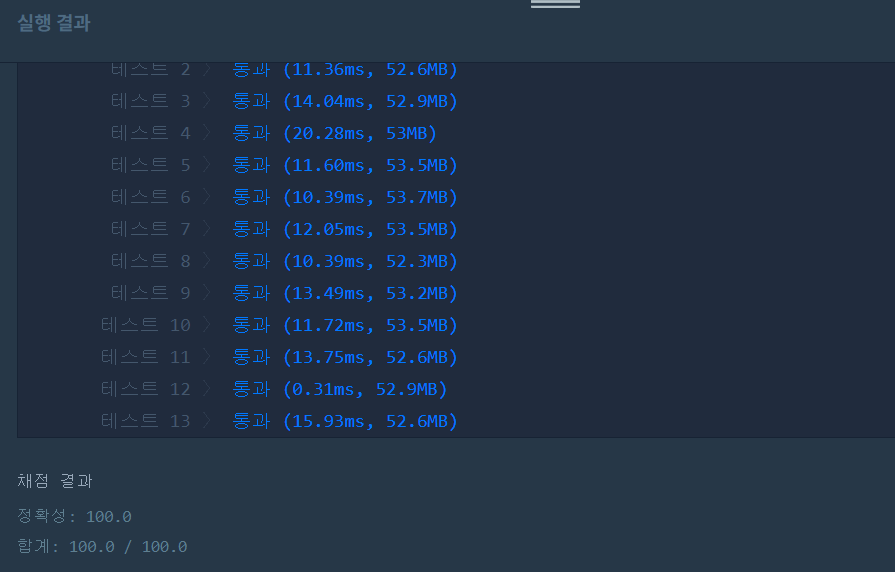 실행 결과
테스트 2 〉 통과 (11.36ms, 52.6MB)
테스트 3 〉 통과 (14.04ms, 52.9MB)
테스트 4 〉 통과 (20.28ms, 53MB)
테스트 5 〉 통과 (11.60ms, 53.5MB)
테스트 6 〉 통과 (10.39ms, 53.7MB)
테스트 7 〉 통과 (12.05ms, 53.5MB)
테스트 8 〉 통과 (10.39ms, 52.3MB)
테스트 9 〉 통과 (13.49ms, 53.2MB)
테스트 10 〉 통과 (11.72ms, 53.5MB)
테스트 11 〉 통과 (13.75ms, 52.6MB)
테스트 12 〉 통과 (0.31ms, 52.9MB)
테스트 13 〉 통과 (15.93ms, 52.6MB)
채점 결과
정확성: 100.0
합계: 100.0 / 100.0